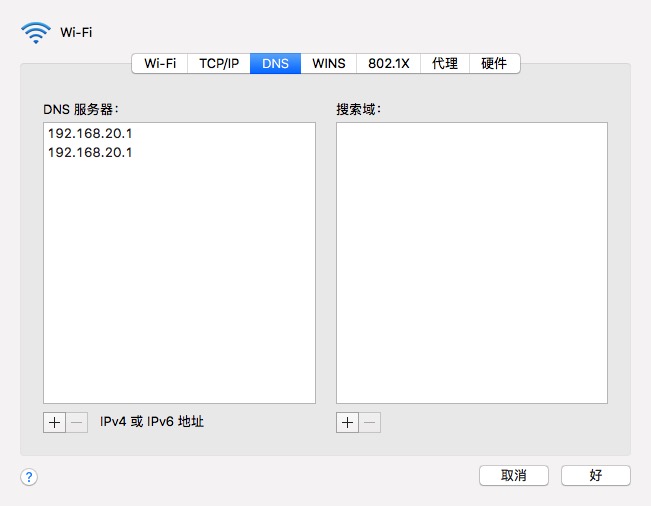 Wi-Fi
Wi-Fi TCP/IP DNS WINS 802.1X 代理 硬件
DNS 服务器： 搜索域：
192.168.20.1
192.168.20.1
+ − IPv4 或 IPv6 地址 + −
? 取消 好